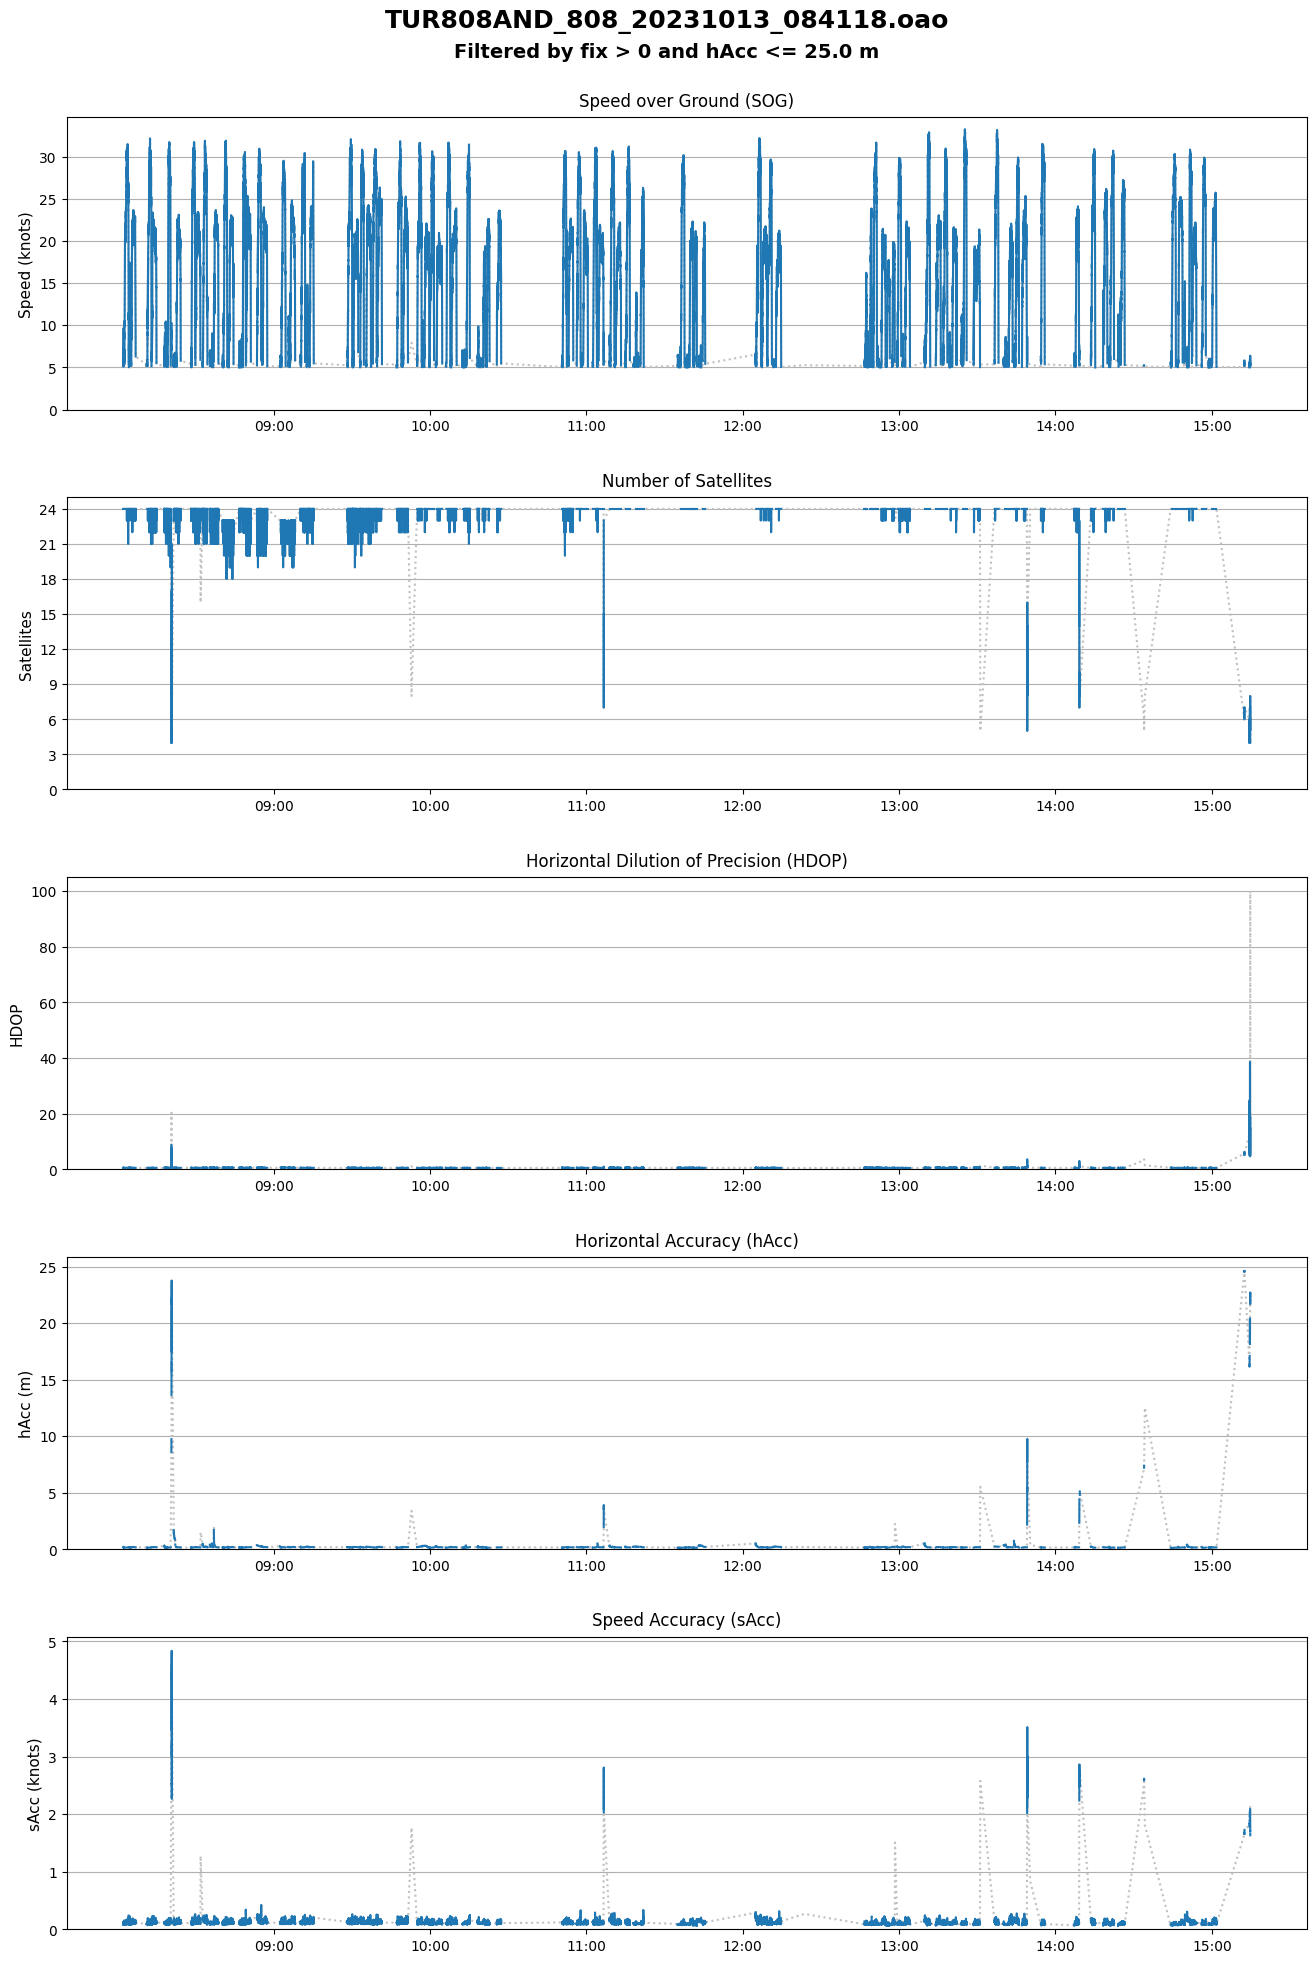 TUR808AND_808_20231013_084118.oao
Filtered by fix > 0 and hAcc <= 25.0 m
Speed over Ground (SOG)
Speed (knots)
30
25
20
15
10
5
0
09:00 10:00 11:00 12:00 13:00 14:00 15:00
Number of Satellites
Satellites
24
21
18
15
12
9
6
3
0
09:00 10:00 11:00 12:00 13:00 14:00 15:00
Horizontal Dilution of Precision (HDOP)
HDOP
100
80
60
40
20
0
09:00 10:00 11:00 12:00 13:00 14:00 15:00
Horizontal Accuracy (hAcc)
hAcc (m)
25
20
15
10
5
0
09:00 10:00 11:00 12:00 13:00 14:00 15:00
Speed Accuracy (sAcc)
sAcc (knots)
5
4
3
2
1
0
09:00 10:00 11:00 12:00 13:00 14:00 15:00